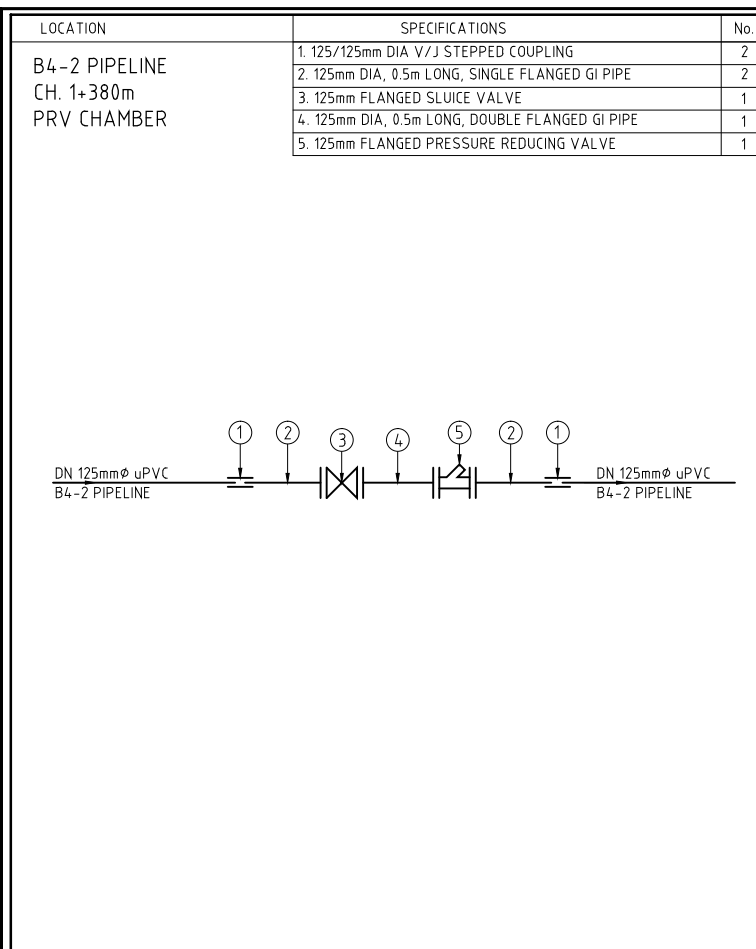 LOCATION
SPECIFICATIONS
No.
B4-2 PIPELINE
CH. 1+380m
PRV CHAMBER
1. 125/125mm DIA V/J STEPPED COUPLING 2
2. 125mm DIA, 0.5m LONG, SINGLE FLANGED GI PIPE 2
3. 125mm FLANGED SLUICE VALVE 1
4. 125mm DIA, 0.5m LONG, DOUBLE FLANGED GI PIPE 1
5. 125mm FLANGED PRESSURE REDUCING VALVE 1
1 2 3 4 5 2 1
DN 125mmØ uPVC
B4-2 PIPELINE
DN 125mmØ uPVC
B4-2 PIPELINE